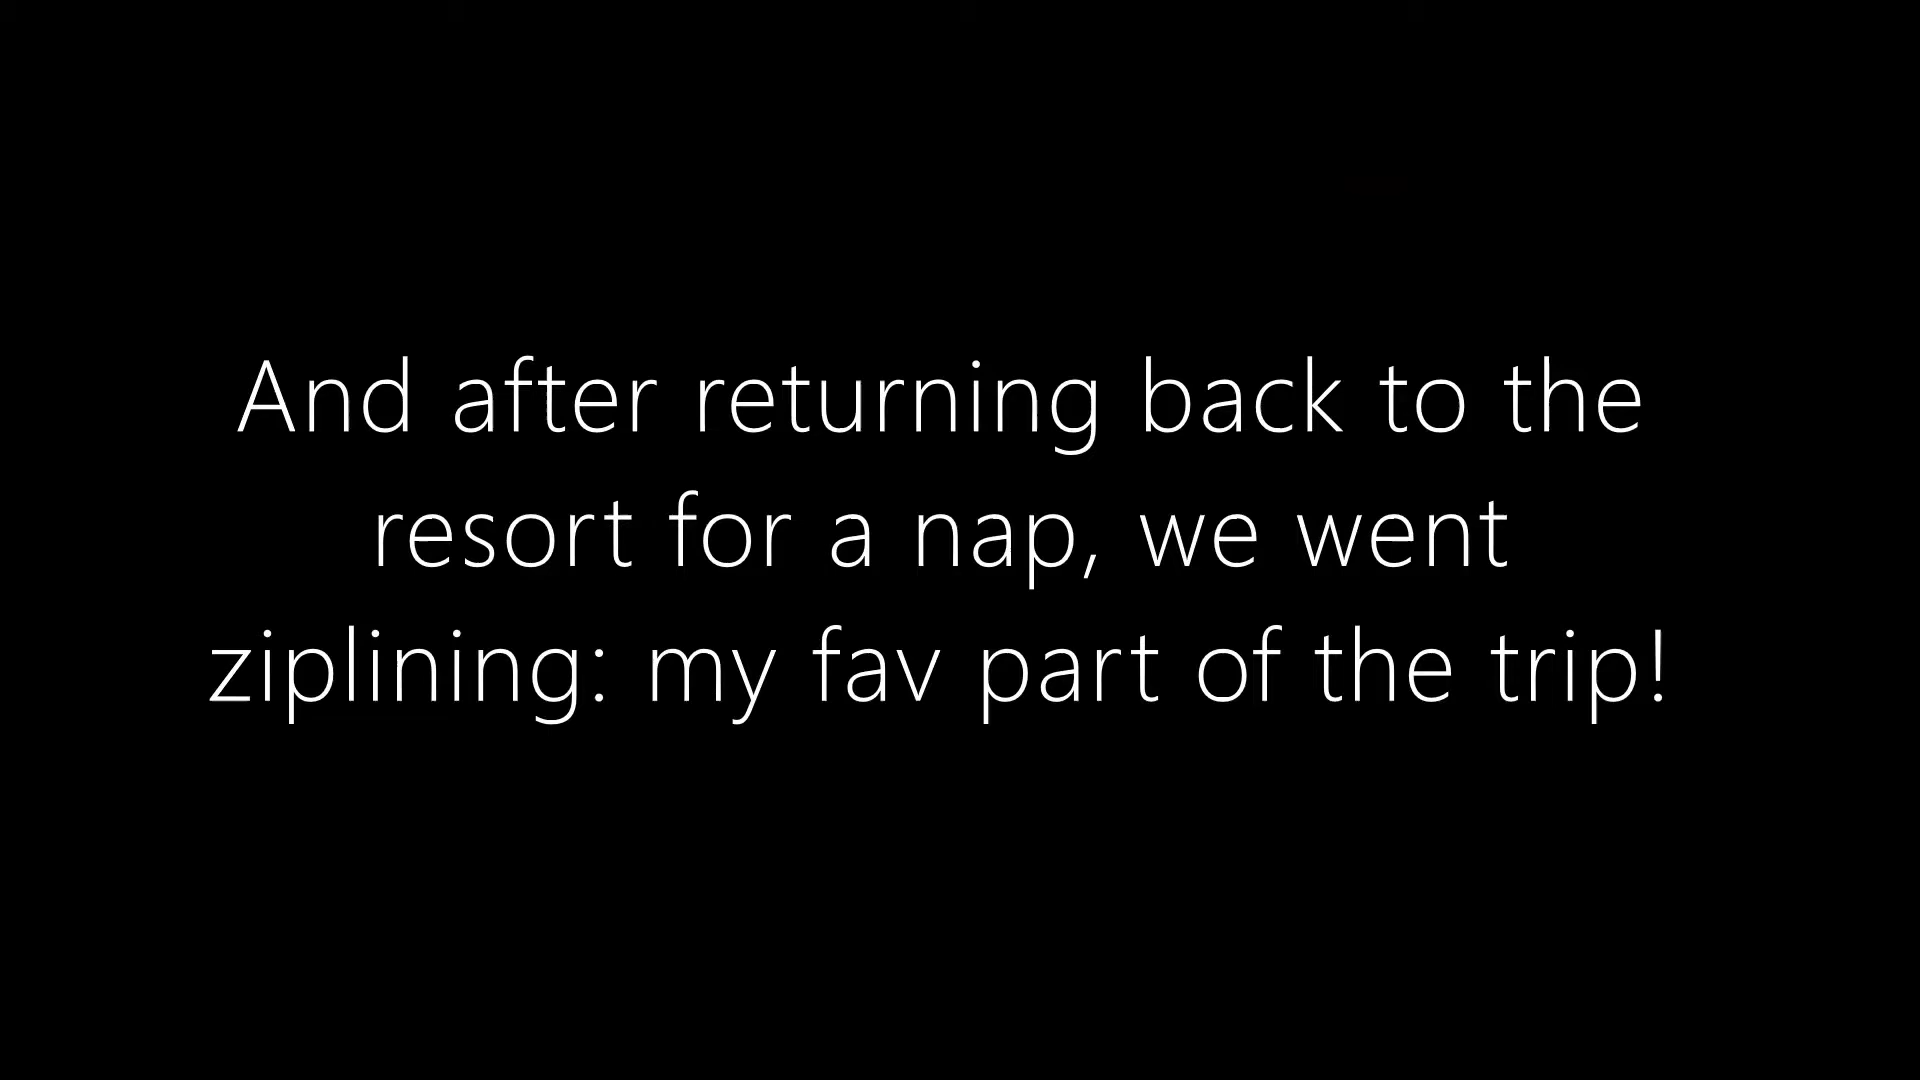 And after returning back to the
resort for a nap, we went
ziplining: my fav part of the trip!